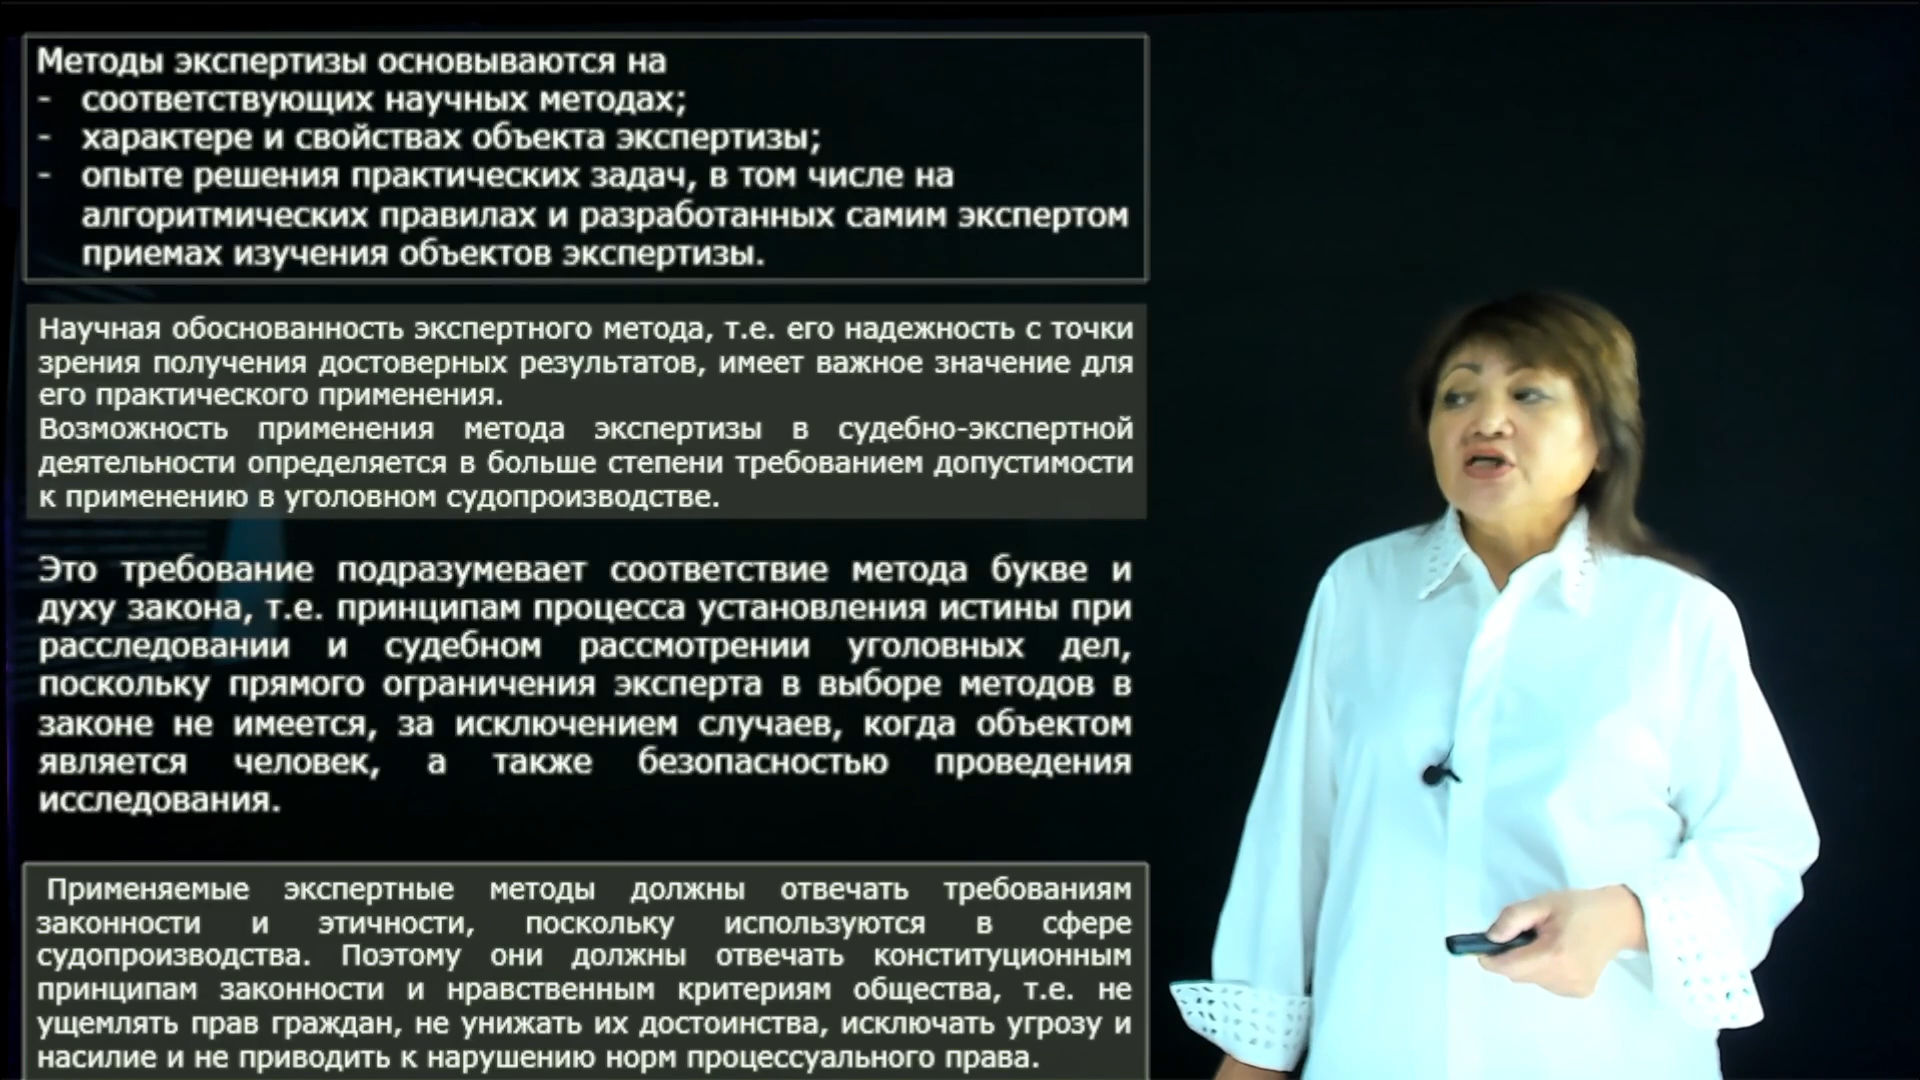 Методы экспертизы основываются на
- соответствующих научных методах;
- характере и свойствах объекта экспертизы;
- опыте решения практических задач, в том числе на
алгоритмических правилах и разработанных самим экспертом
приемах изучения объектов экспертизы.
Научная обоснованность экспертного метода, т.е. его надежность с точки
зрения получения достоверных результатов, имеет важное значение для
его практического применения.
Возможность применения метода экспертизы в судебно-экспертной
деятельности определяется в больше степени требованием допустимости
к применению в уголовном судопроизводстве.
Это требование подразумевает соответствие метода букве и
духу закона, т.е. принципам процесса установления истины при
расследовании и судебном рассмотрении уголовных дел,
поскольку прямого ограничения эксперта в выборе методов в
законе не имеется, за исключением случаев, когда объектом
является человек, а также безопасностью проведения
исследования.
Применяемые экспертные методы должны отвечать требованиям
законности и этичности, поскольку используются в сфере
судопроизводства. Поэтому они должны отвечать конституционным
принципам законности и нравственным критериям общества, т.е. не
ущемлять прав граждан, не унижать их достоинства, исключать угрозу и
насилие и не приводить к нарушению норм процессуального права.